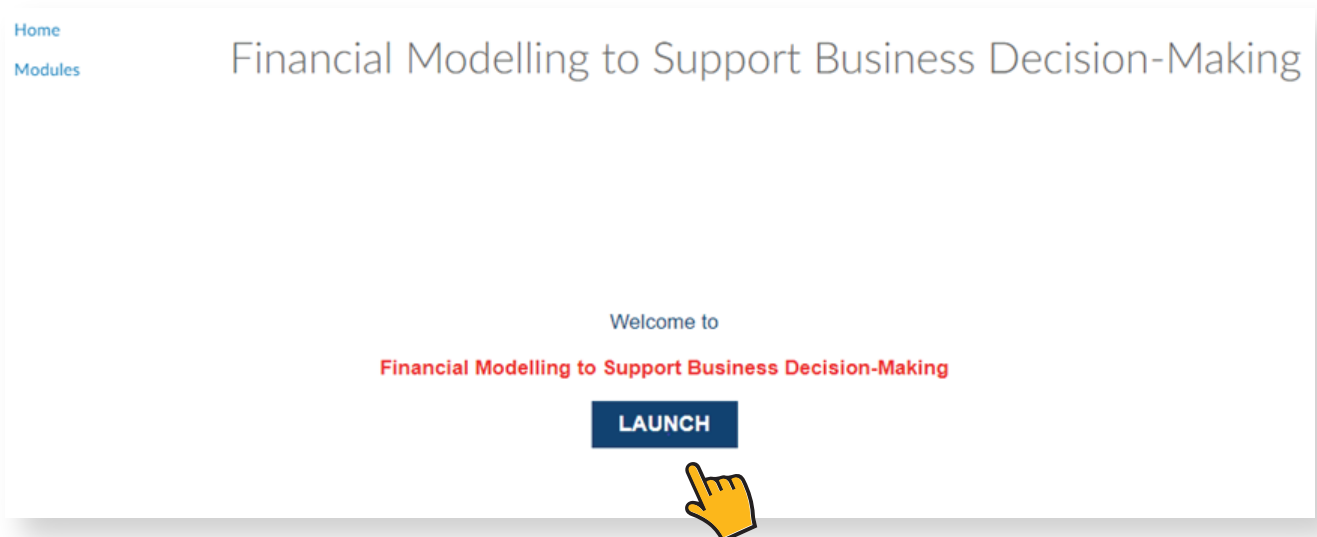 Home
Financial Modelling to Support Business Decision-Making
Modules
Welcome to
Financial Modelling to Support Business Decision-Making
LAUNCH